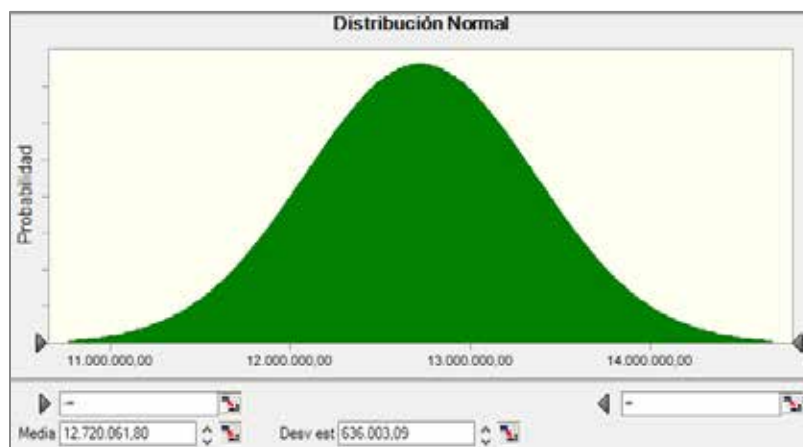 Distribución Normal
Probabilidad
11.000.000,00 12.000.000,00 13.000.000,00 14.000.000,00
Media 12.720.061,80 Desv est 636.003,09